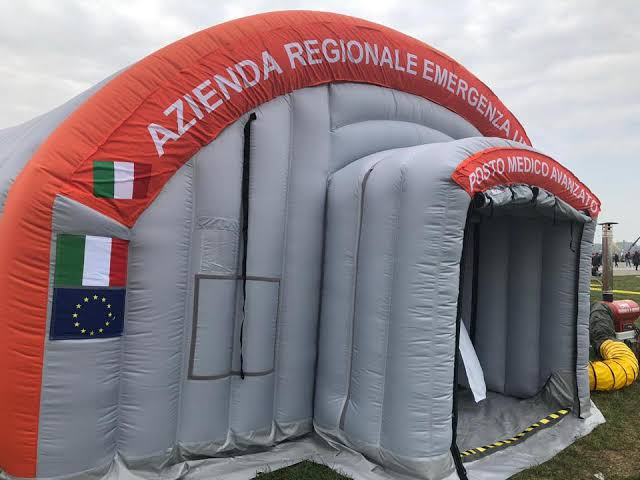 AZIENDA REGIONALE EMERGENZA
POSTO MEDICO AVANZATO